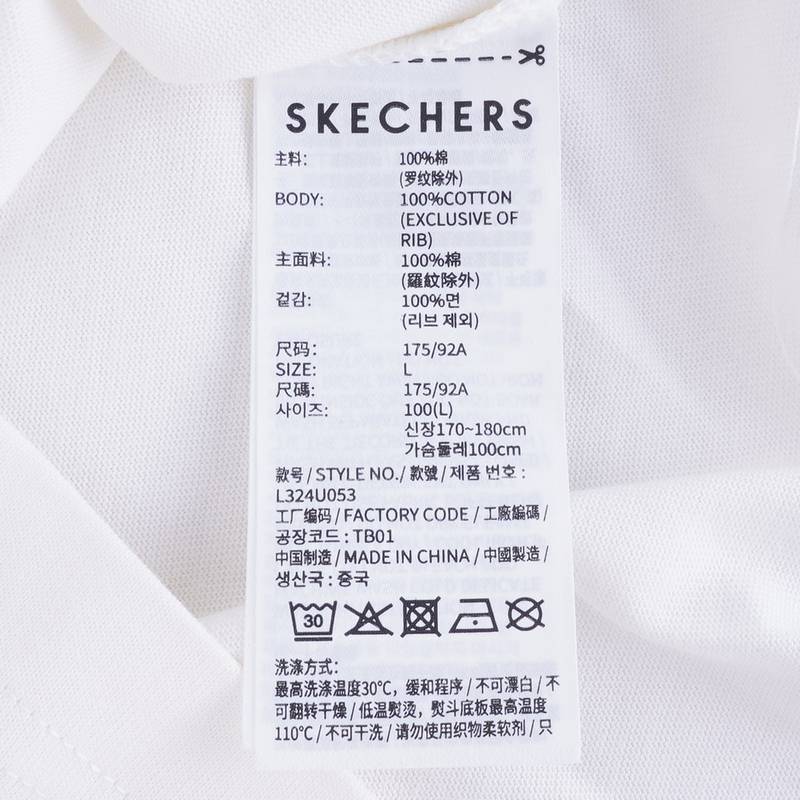 SKECHERS
主料: 100%棉
(罗纹除外)
BODY: 100%COTTON
(EXCLUSIVE OF
RIB)
主面料: 100%棉
(羅紋除外)
겉감: 100%면
(리브 제외)
尺码: 175/92A
SIZE: L
尺碼: 175/92A
사이즈: 100(L)
신장170~180cm
가슴둘레100cm
款号/STYLE NO./款號/제품 번호:
L324U053
工厂编码/FACTORY CODE/工廠編碼/
공장코드:TB01
中国制造/MADE IN CHINA/中國製造/
생산국:중국
30
洗涤方式:
最高洗涤温度30℃,缓和程序/不可漂白/不
可翻转干燥/低温熨烫,熨斗底板最高温度
110℃/不可干洗/请勿使用织物柔软剂/只